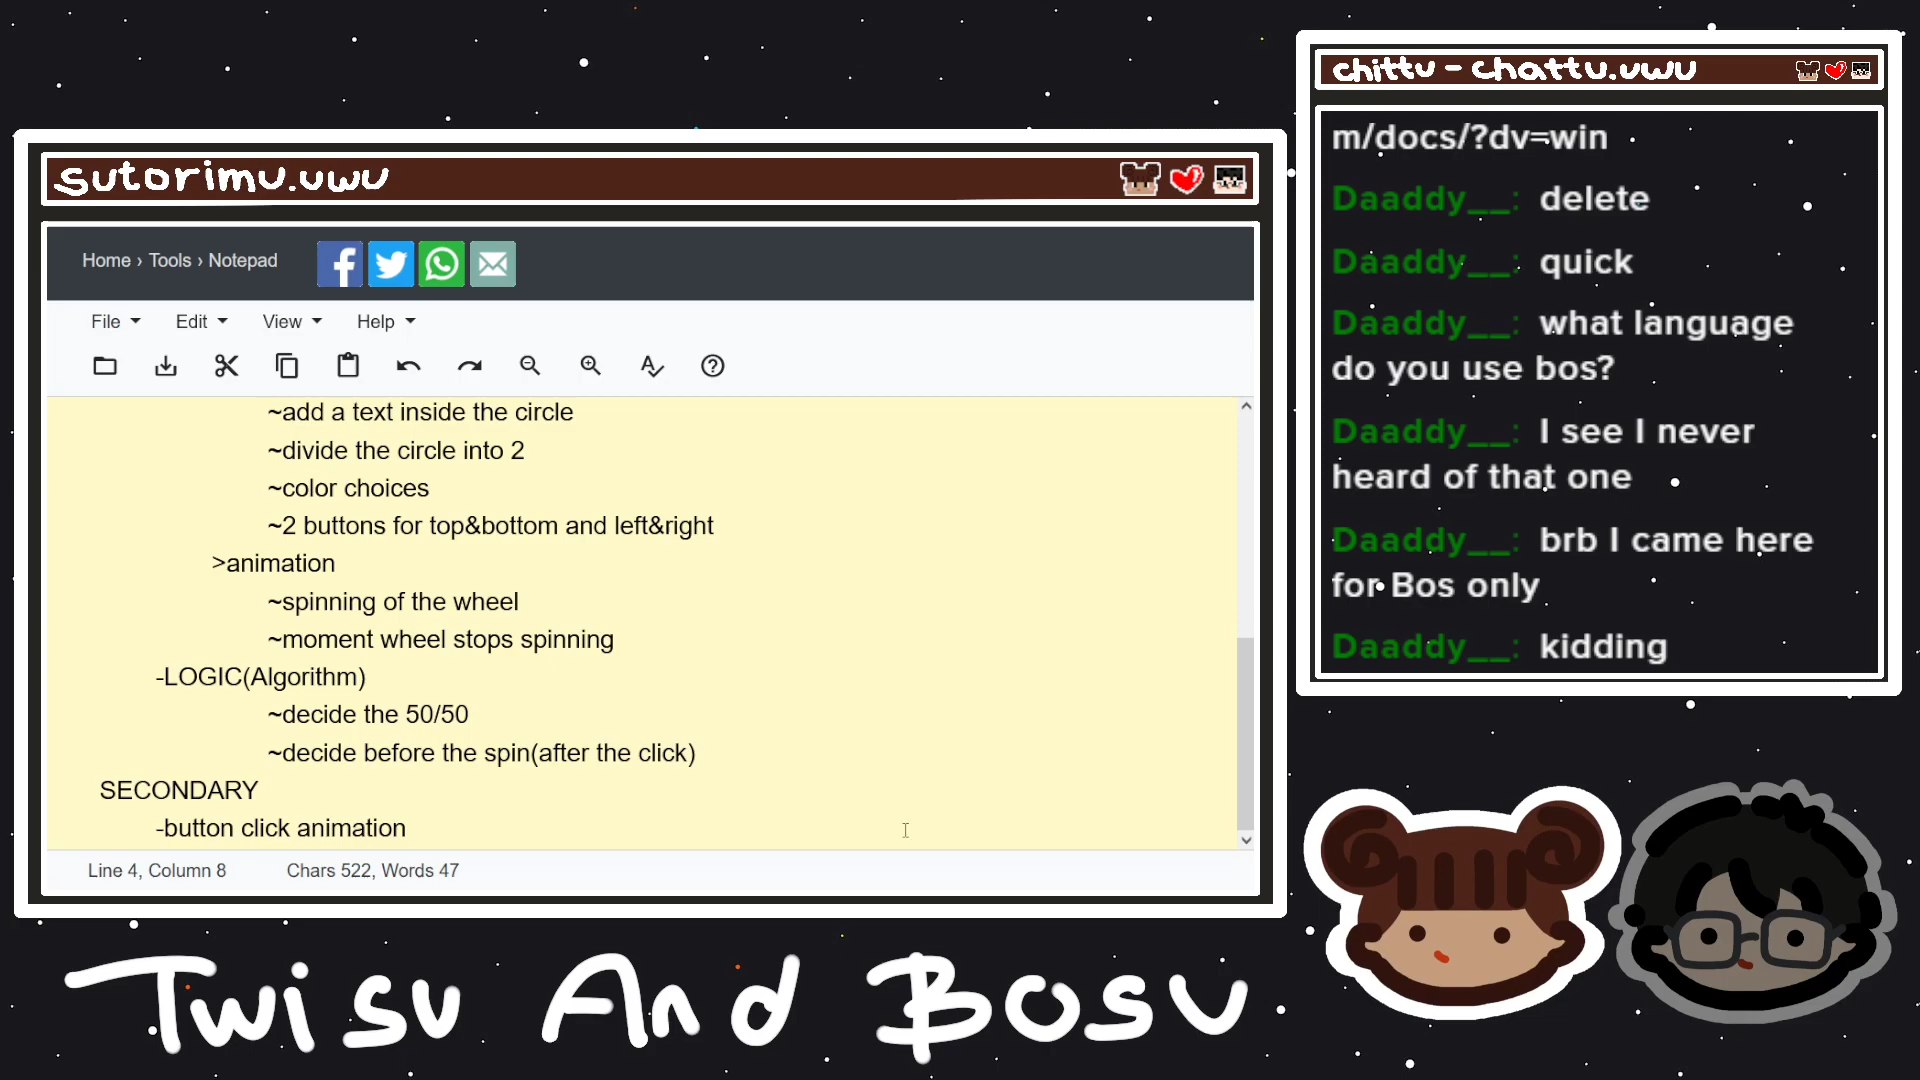 sutorimu.uwu
Home › Tools › Notepad
File
Edit
View
Help
~add a text inside the circle
~divide the circle into 2
~color choices
~2 buttons for top&bottom and left&right
>animation
~spinning of the wheel
~moment wheel stops spinning
-LOGIC(Algorithm)
~decide the 50/50
~decide before the spin(after the click)
SECONDARY
-button click animation
Line 4, Column 8
Chars 522, Words 47
chittu - chattu.uwu
m/docs/?dv=win
Daaddy__: delete
Daaddy__: quick
Daaddy__: what language
do you use bos?
Daaddy__: I see I never
heard of that one
Daaddy__: brb I came here
for Bos only
Daaddy__: kidding
Twisu And Bosu